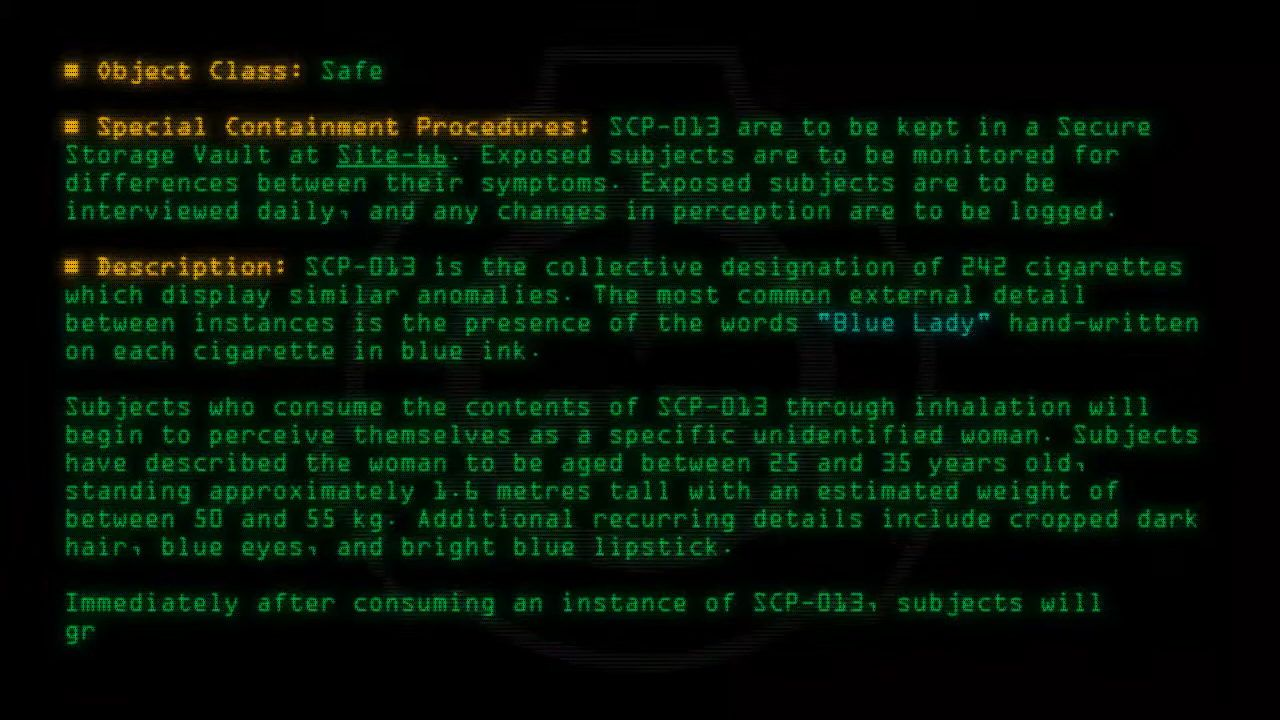 ■ Object Class: Safe
■ Special Containment Procedures: SCP-013 are to be kept in a Secure
Storage Vault at Site-66. Exposed subjects are to be monitored for
differences between their symptoms. Exposed subjects are to be
interviewed daily, and any changes in perception are to be logged.
■ Description: SCP-013 is the collective designation of 242 cigarettes
which display similar anomalies. The most common external detail
between instances is the presence of the words "Blue Lady" hand-written
on each cigarette in blue ink.
Subjects who consume the contents of SCP-013 through inhalation will
begin to perceive themselves as a specific unidentified woman. Subjects
have described the woman to be aged between 25 and 35 years old,
standing approximately 1.6 metres tall with an estimated weight of
between 50 and 55 kg. Additional recurring details include cropped dark
hair, blue eyes, and bright blue lipstick.
Immediately after consuming an instance of SCP-013, subjects will
gr